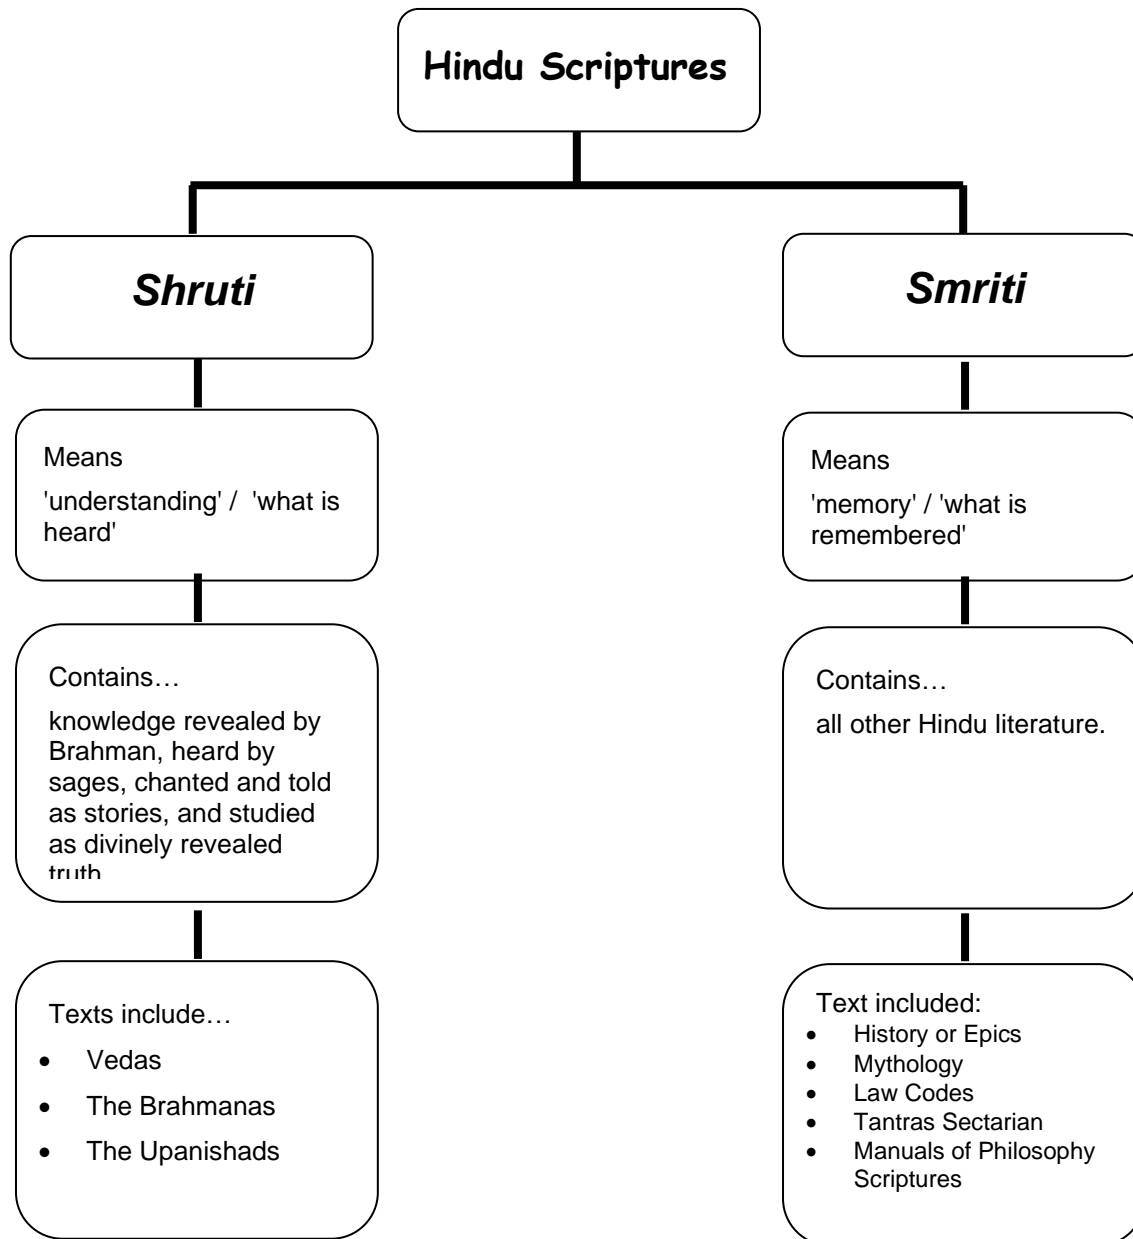 Hindu Scriptures
Shruti
Means
'understanding' / 'what is
heard'
Contains…
knowledge revealed by
Brahman, heard by
sages, chanted and told
as stories, and studied
as divinely revealed
truth
Texts include…
• Vedas
• The Brahmanas
• The Upanishads
Smriti
Means
'memory' / 'what is
remembered'
Contains…
all other Hindu literature.
Text included:
• History or Epics
• Mythology
• Law Codes
• Tantras Sectarian
• Manuals of Philosophy
Scriptures